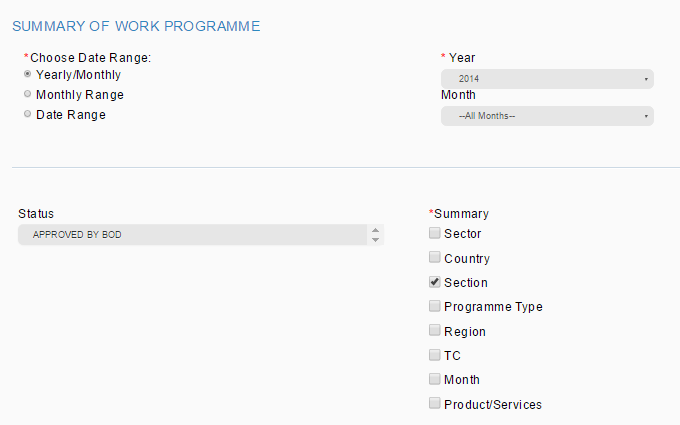 SUMMARY OF WORK PROGRAMME
*Choose Date Range:
Yearly/Monthly
Monthly Range
Date Range
* Year
2014
Month
--All Months--
Status
APPROVED BY BOD
*Summary
Sector
Country
Section
Programme Type
Region
TC
Month
Product/Services